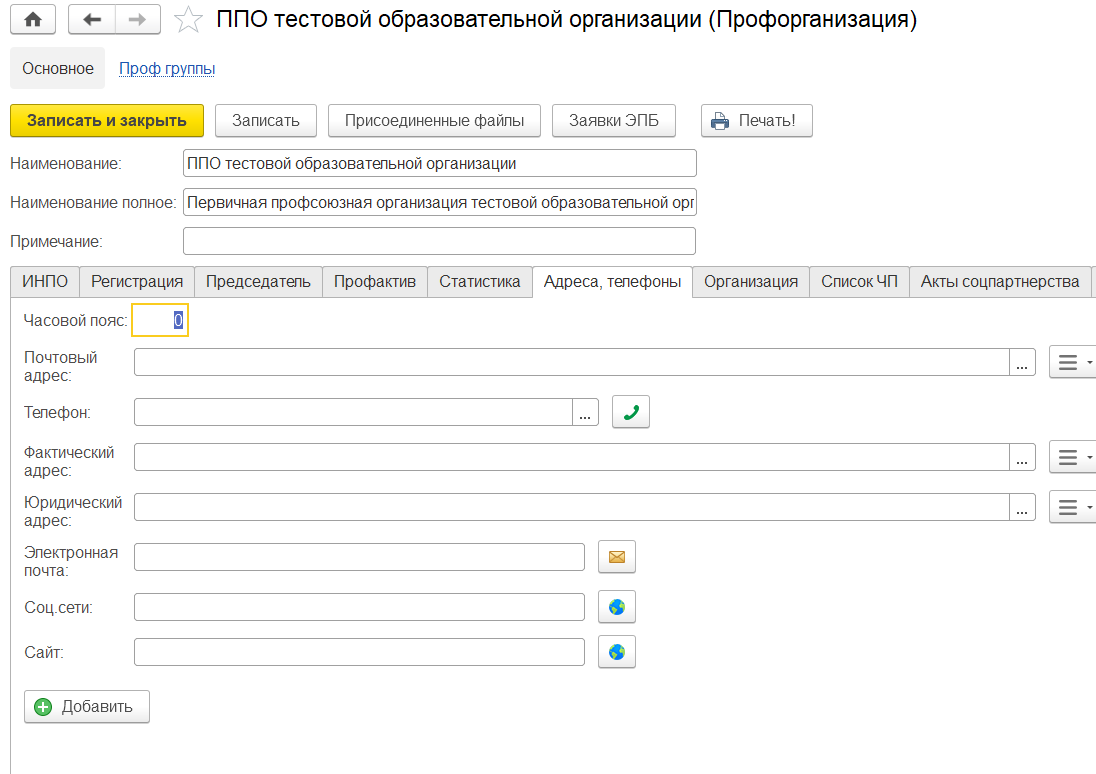 ППО тестовой образовательной организации (Профорганизация)
Основное Проф группы
Записать и закрыть Записать Присоединенные файлы Заявки ЭПБ Печать!
Наименование: ППО тестовой образовательной организации
Наименование полное: Первичная профсоюзная организация тестовой образовательной орг
Примечание:
ИНПО Регистрация Председатель Профактив Статистика Адреса, телефоны Организация Список ЧП Акты соцпартнерства
Часовой пояс: 0
Почтовый
адрес: ...
Телефон: ...
Фактический
адрес: ...
Юридический
адрес: ...
Электронная
почта:
Соц.сети:
Сайт:
Добавить